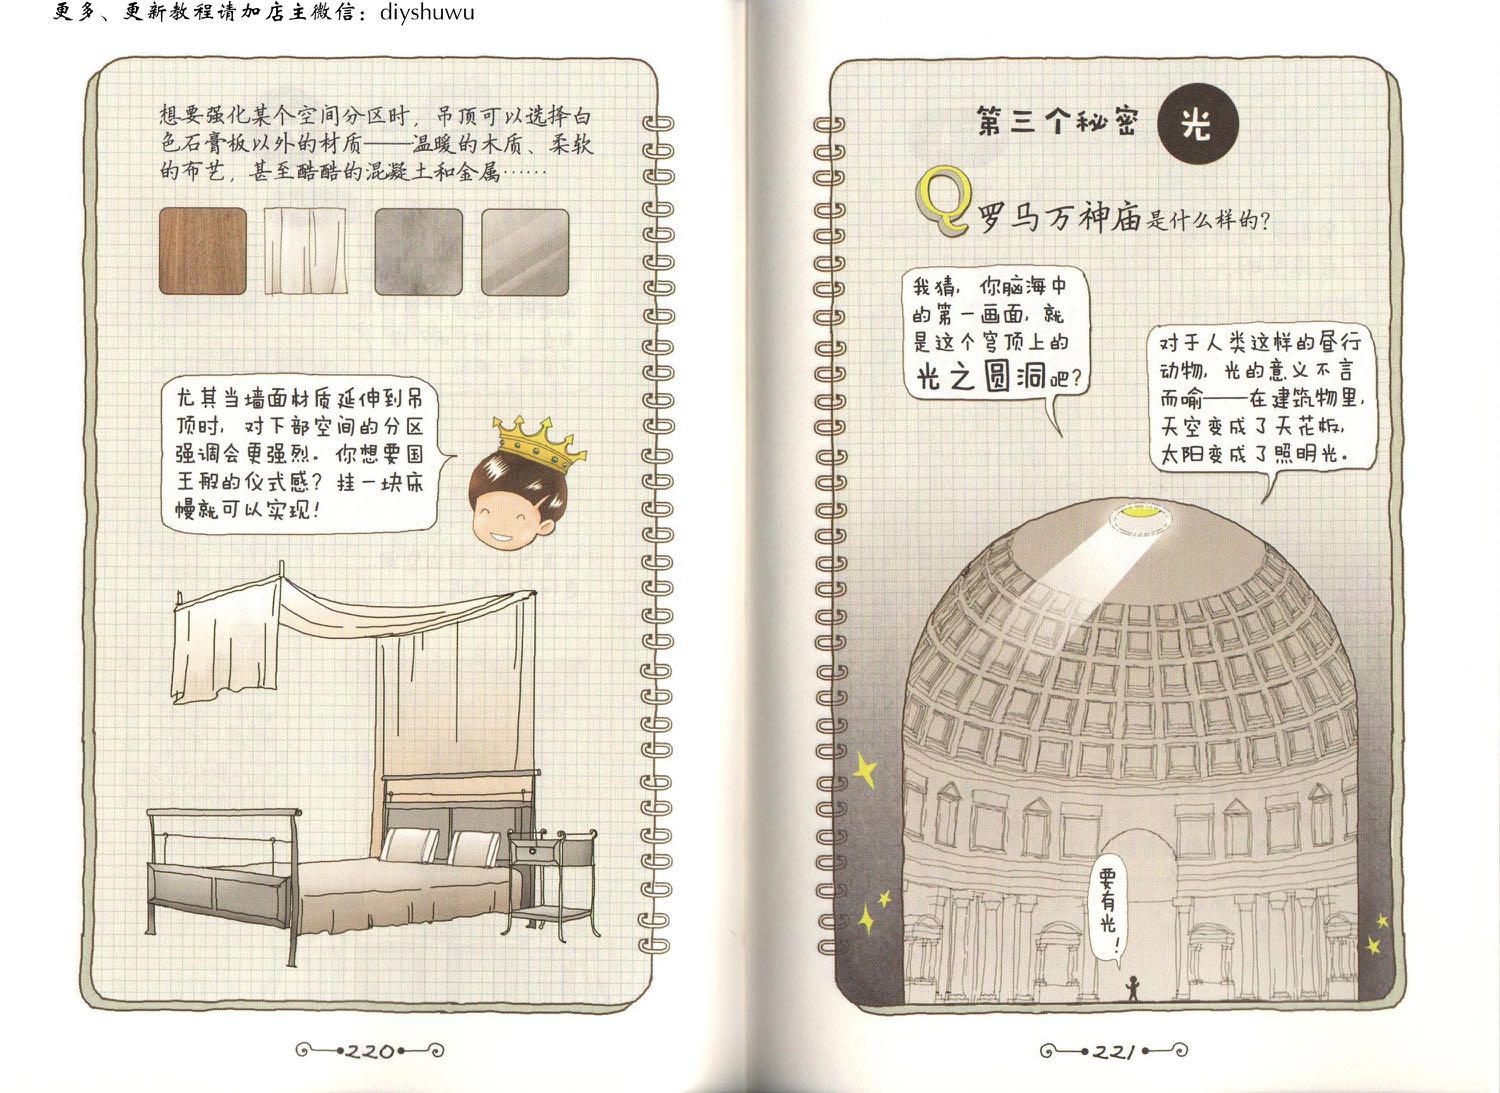 更多、更新教程请加店主微信：diyshuwu
想要强化某个空间分区时，吊顶可以选择白
色石膏板以外的材质——温暖的木质、柔软
的布艺，甚至酷酷的混凝土和金属……
尤其当墙面材质延伸到吊
顶时，对下部空间的分区
强调会更强烈。你想要国
王般的仪式感？挂一块床
幔就可以实现！
220
第三个秘密 光
Q罗马万神庙是什么样的？
我猜，你脑海中
的第一画面，就
是这个穹顶上的
光之圆洞吧？
对于人类这样的昼行
动物，光的意义不言
而喻——在建筑物里，
天空变成了天花板，
太阳变成了照明光。
要有光！
221